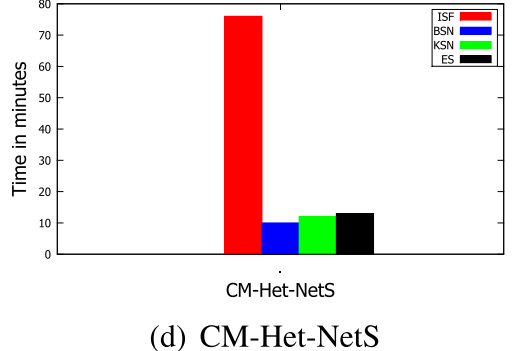 80
70
60
50
40
30
20
10
0
Time in minutes
ISF
BSN
KSN
ES
CM-Het-NetS
(d) CM-Het-NetS